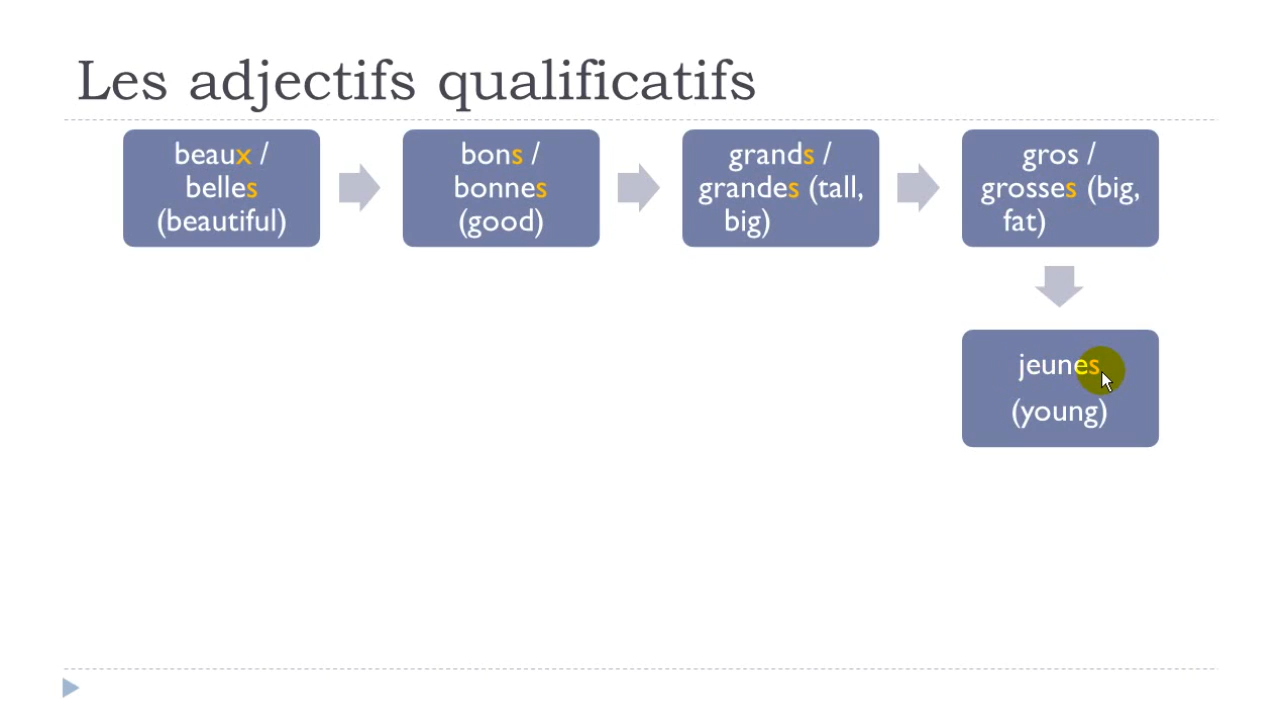 Les adjectifs qualificatifs
beaux /
belles
(beautiful)
bons /
bonnes
(good)
grands /
grandes (tall,
big)
gros /
grosses (big,
fat)
jeunes
(young)